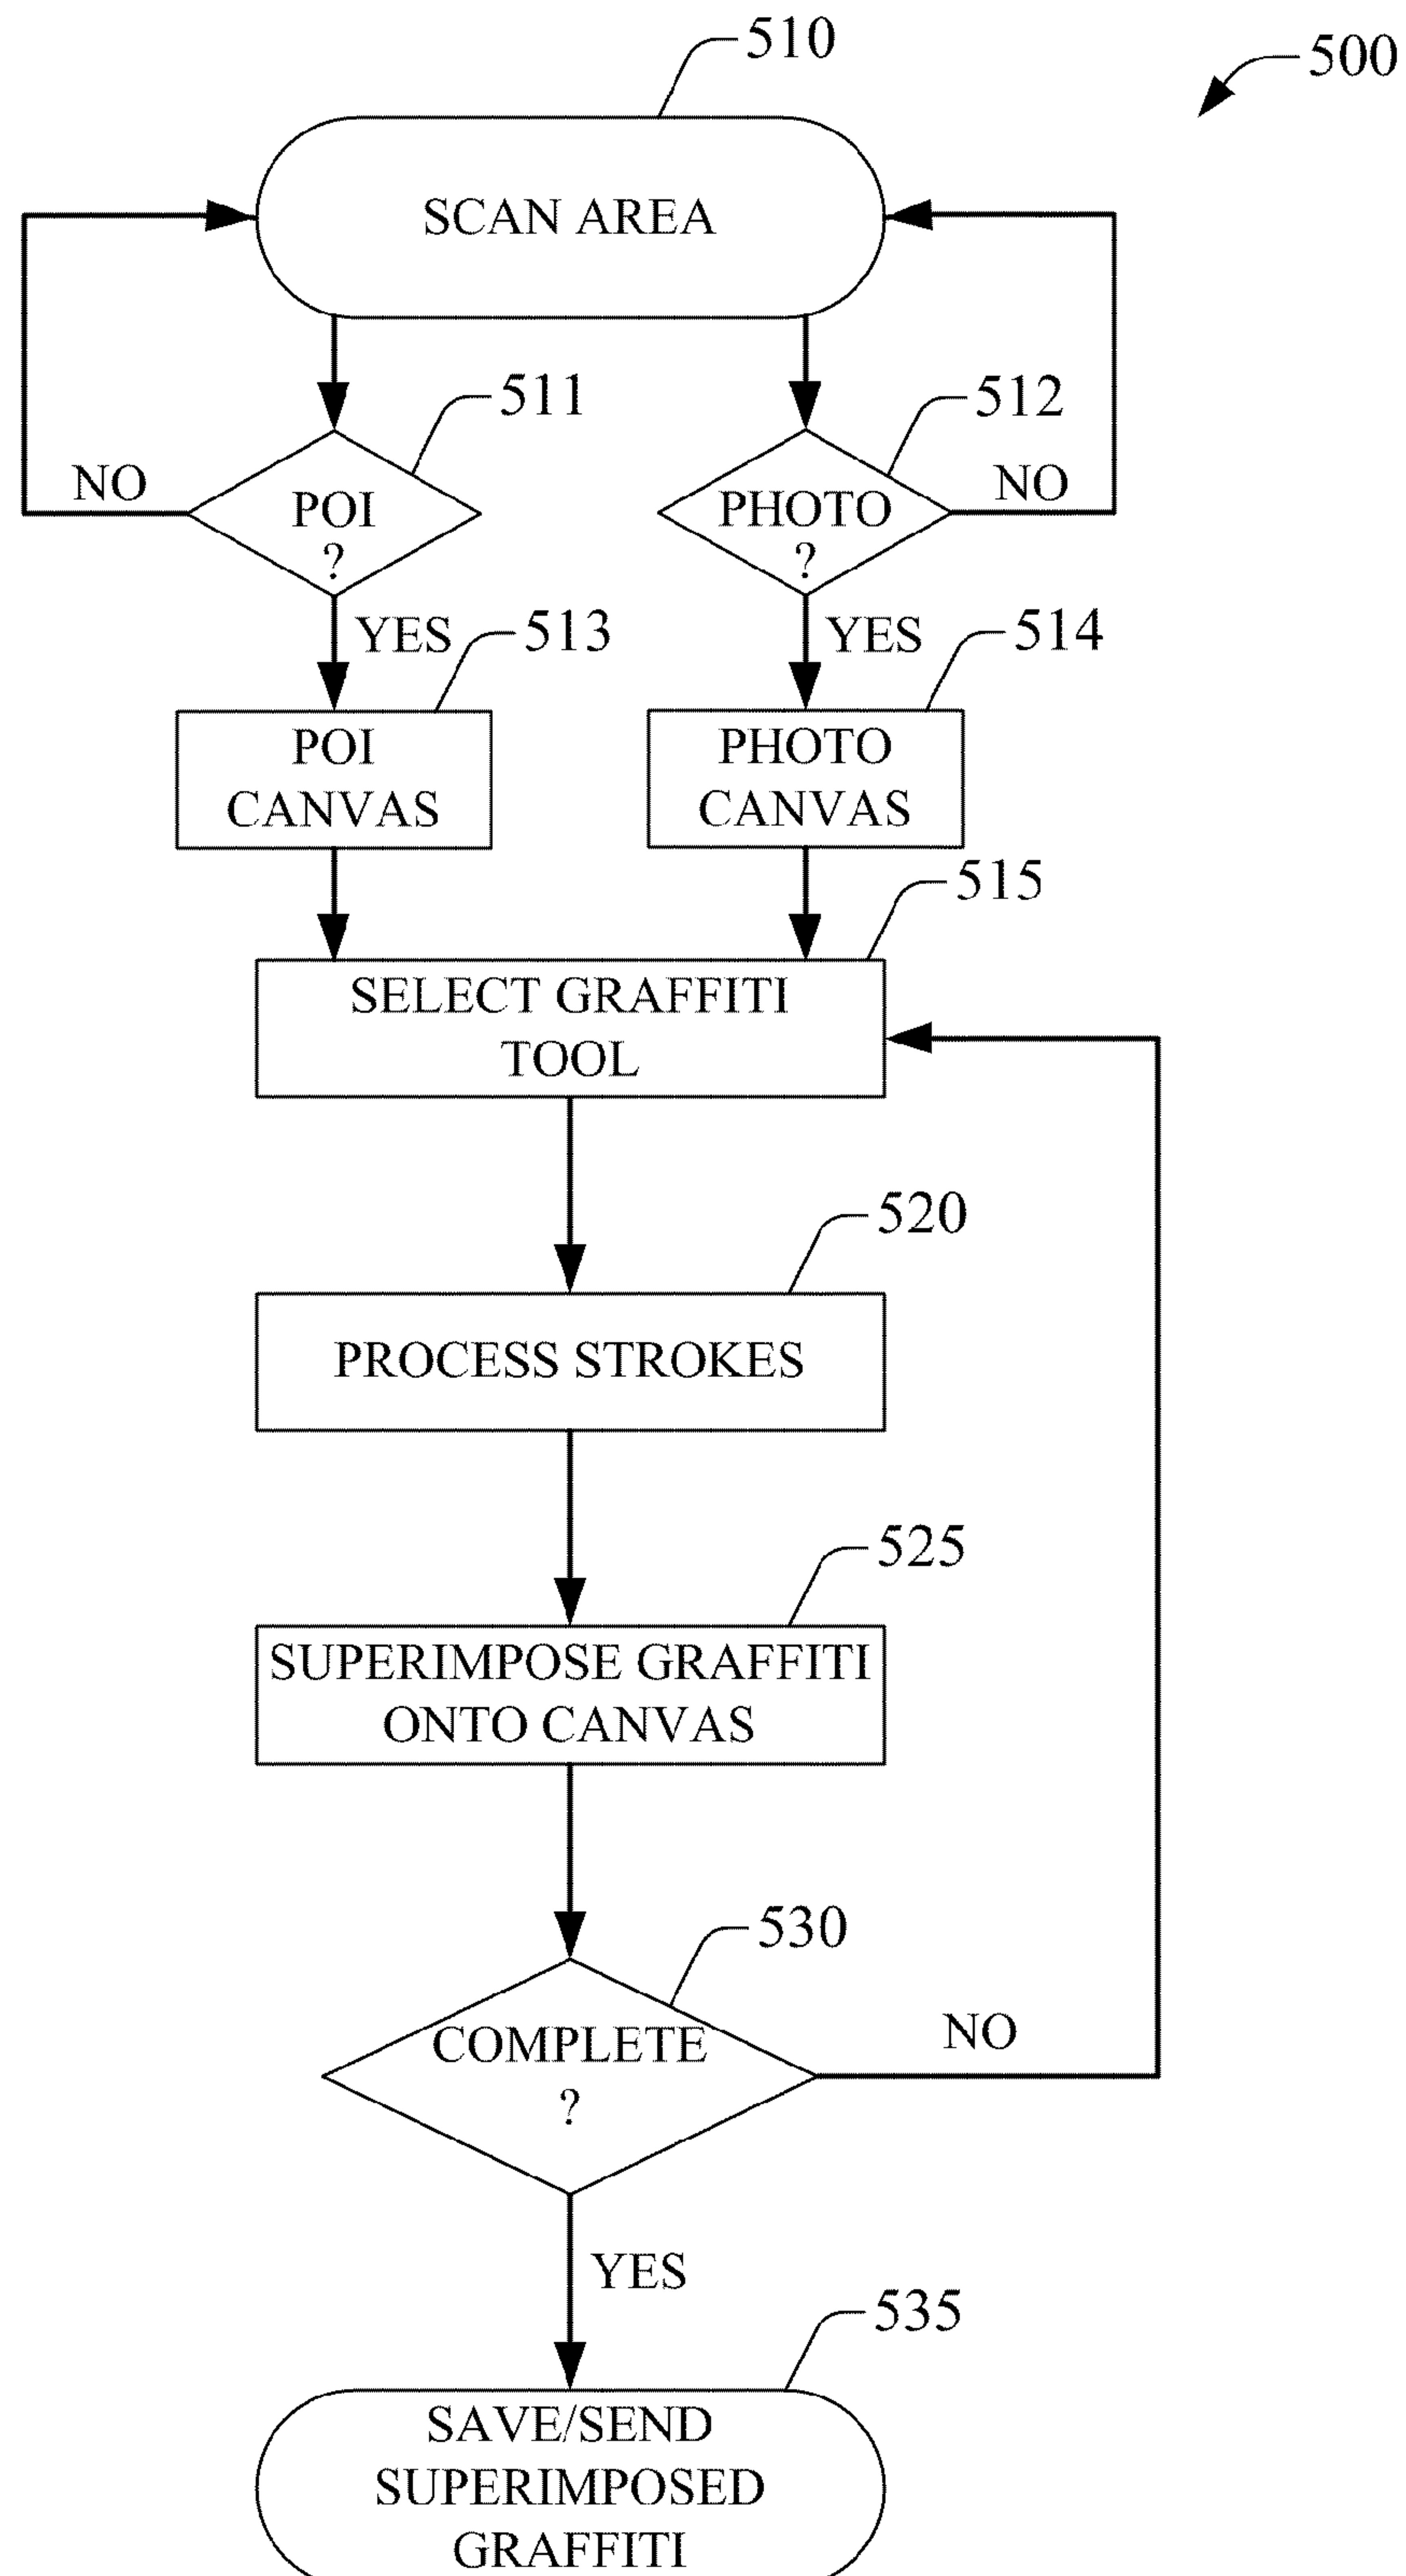 510
500
SCAN AREA
511
512
NO
NO
POI
?
PHOTO
?
YES
513
YES
514
POI
CANVAS
PHOTO
CANVAS
515
SELECT GRAFFITI
TOOL
520
PROCESS STROKES
525
SUPERIMPOSE GRAFFITI
ONTO CANVAS
530
COMPLETE
?
NO
YES
535
SAVE/SEND
SUPERIMPOSED
GRAFFITI